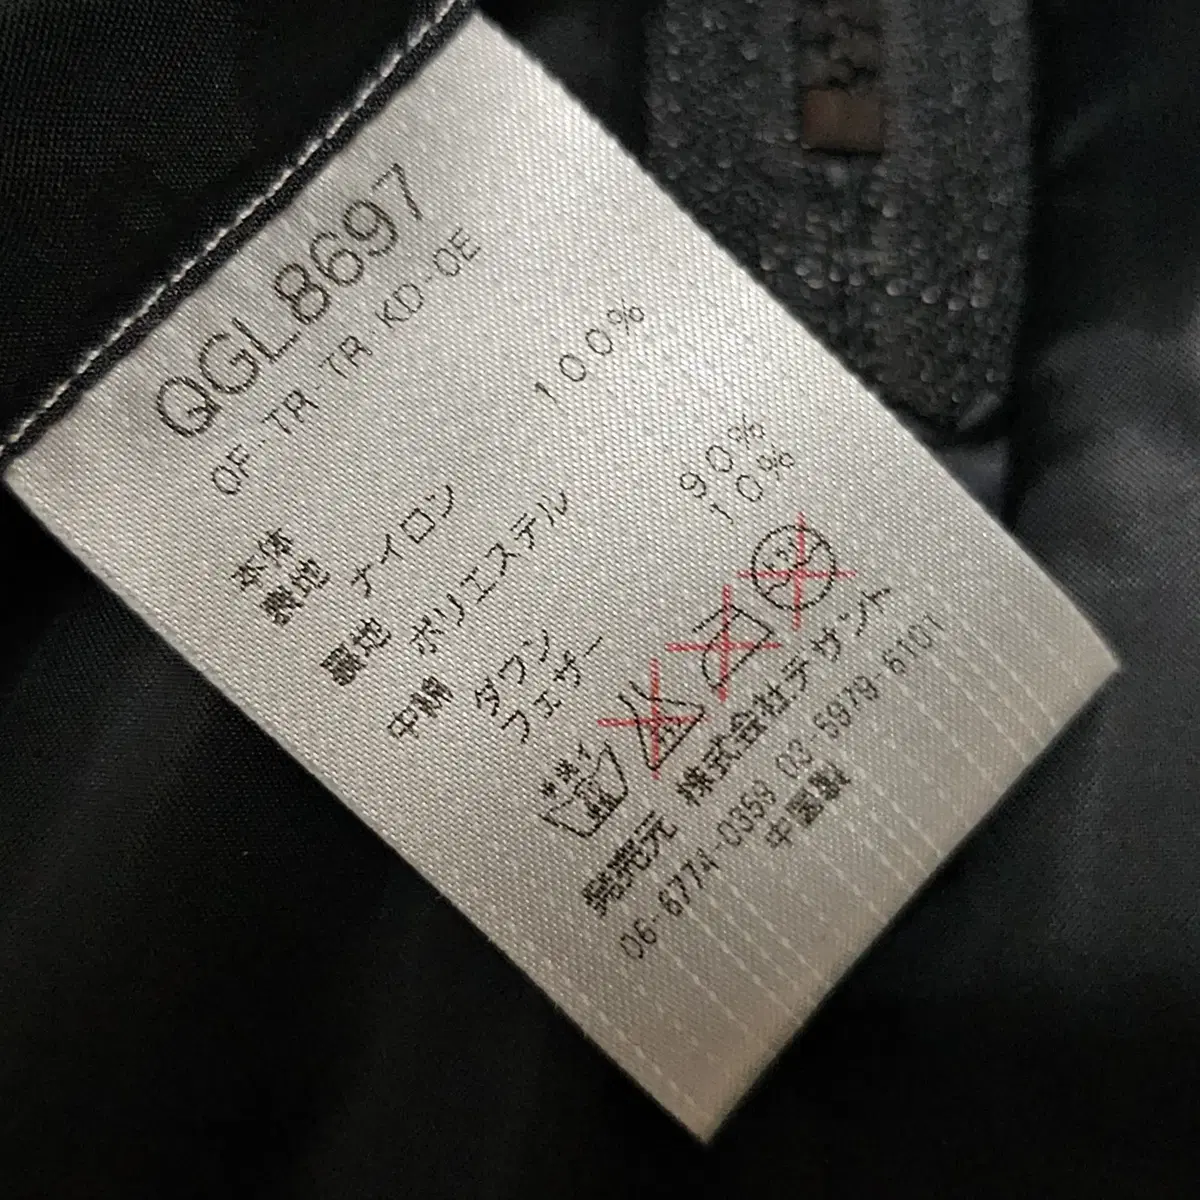 QGL8697
OF-TR-TR-KD-OE
本体
表地 ナイロン 100%
裏地 ポリエステル
中綿 ダウン 90%
フェザー 10%
発売元 株式会社デサント
06-6774-0359 03-5979-6101
中国製